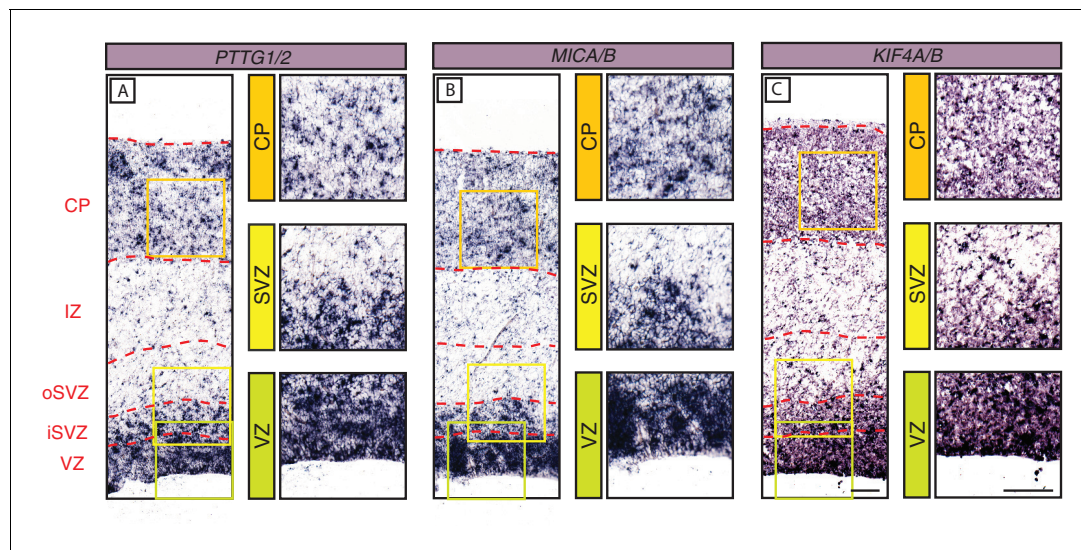 PTTG1/2
MICA/B
KIF4A/B
A
CP
B
CP
C
CP
CP
SVZ
SVZ
SVZ
IZ
oSVZ
iSVZ
VZ
VZ
VZ
VZ